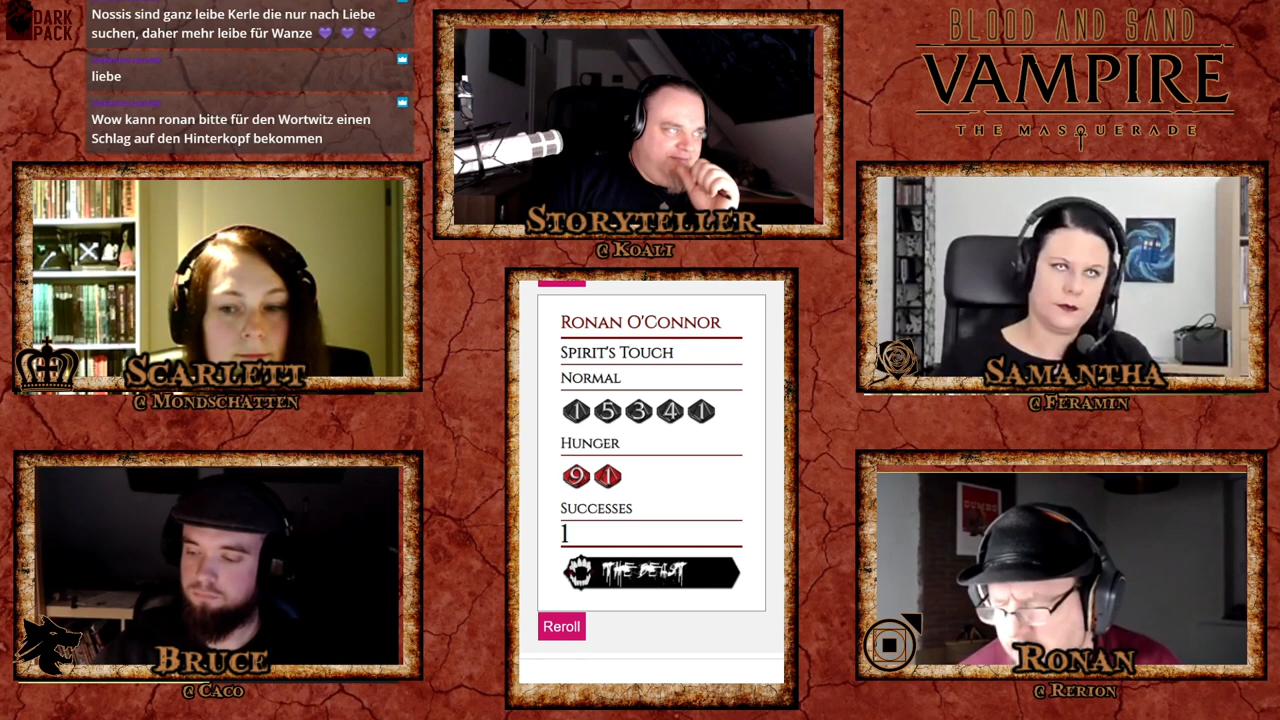 DARK
PACK
Nossis sind ganz leibe Kerle die nur nach Liebe
suchen, daher mehr leibe für Wanze 💜 💜 💜
liebe
Wow kann ronan bitte für den Wortwitz einen
Schlag auf den Hinterkopf bekommen
BLOOD AND SAND
VAMPIRE
THE MASQUERADE
STORYTELLER
@ KOALI
SCARLETT
@ MONDSCHATTEN
SAMANTHA
@ FERAMIN
RONAN O'CONNOR
SPIRIT'S TOUCH
NORMAL
1 5 3 4 1
HUNGER
9 1
SUCCESSES
1
THE BEAST
Reroll
BRUCE
@ CACO
RONAN
@ RERION